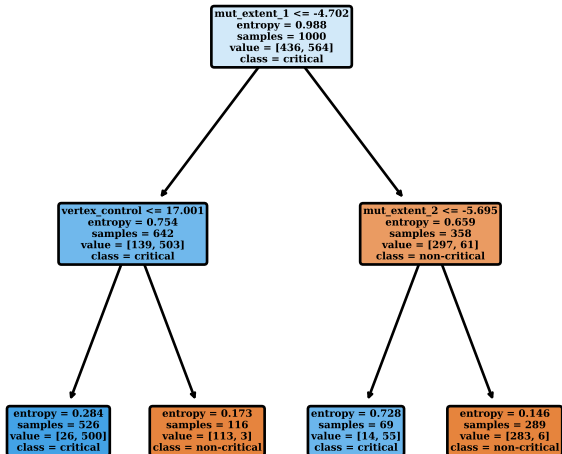 mut_extent_1 <= -4.702
entropy = 0.988
samples = 1000
value = [436, 564]
class = critical
vertex_control <= 17.001
entropy = 0.754
samples = 642
value = [139, 503]
class = critical
mut_extent_2 <= -5.695
entropy = 0.659
samples = 358
value = [297, 61]
class = non-critical
entropy = 0.284
samples = 526
value = [26, 500]
class = critical
entropy = 0.173
samples = 116
value = [113, 3]
class = non-critical
entropy = 0.728
samples = 69
value = [14, 55]
class = critical
entropy = 0.146
samples = 289
value = [283, 6]
class = non-critical